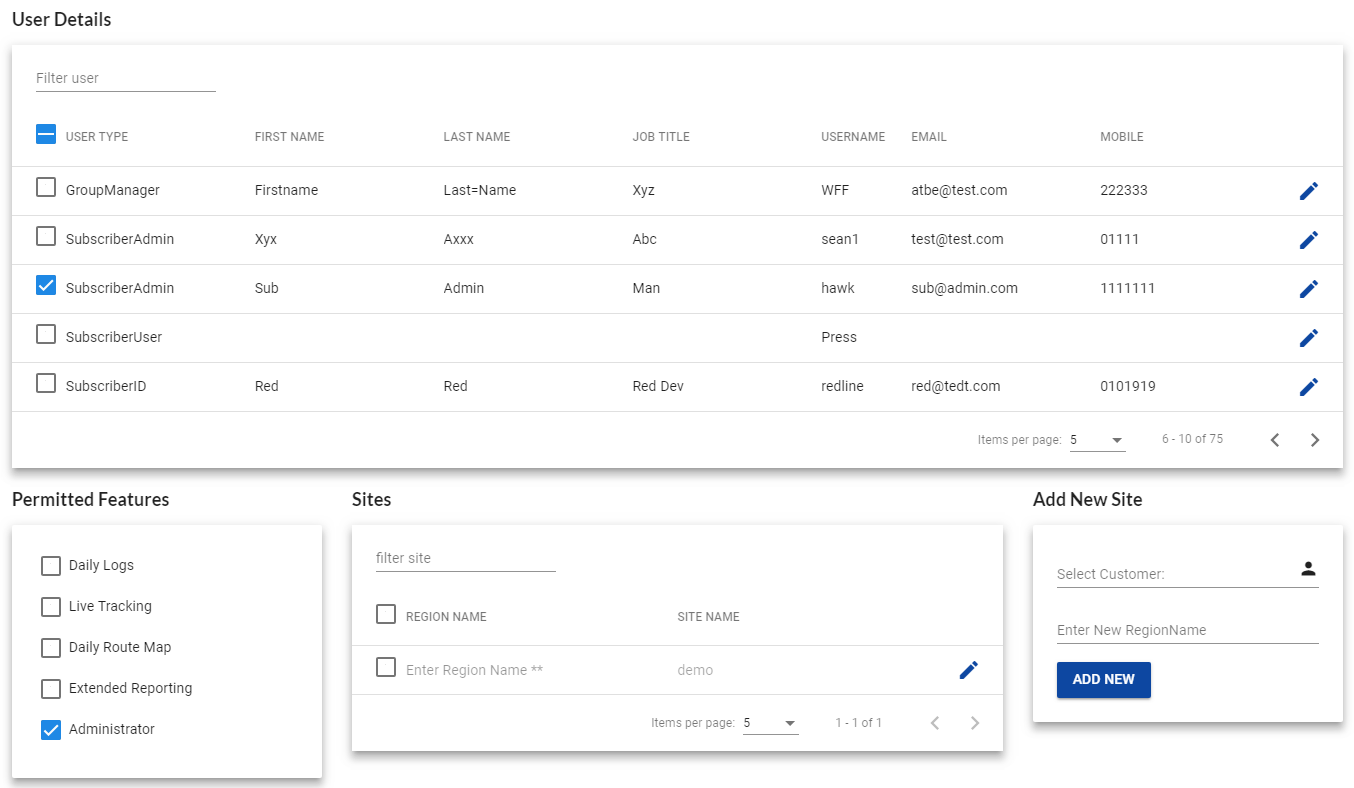 User Details
Filter user
USER TYPE FIRST NAME LAST NAME JOB TITLE USERNAME EMAIL MOBILE
GroupManager Firstname Last=Name Xyz WFF atbe@test.com 222333
SubscriberAdmin Xyx Axxx Abc sean1 test@test.com 01111
SubscriberAdmin Sub Admin Man hawk sub@admin.com 1111111
SubscriberUser Press
SubscriberID Red Red Red Dev redline red@tedt.com 0101919
Items per page: 5 6 - 10 of 75
Permitted Features
Daily Logs
Live Tracking
Daily Route Map
Extended Reporting
Administrator
Sites
filter site
REGION NAME SITE NAME
Enter Region Name ** demo
Items per page: 5 1 - 1 of 1
Add New Site
Select Customer:
Enter New RegionName
ADD NEW